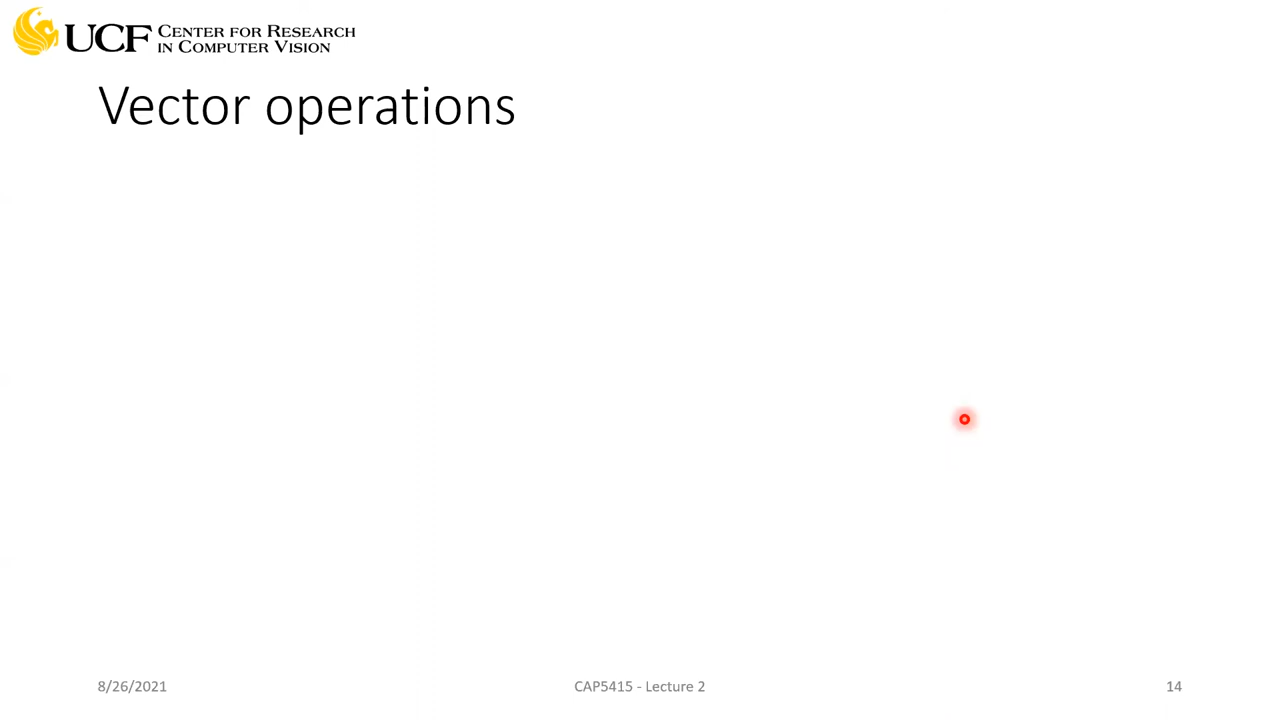 UCF CENTER FOR RESEARCH
IN COMPUTER VISION
Vector operations
8/26/2021
CAP5415 - Lecture 2
14